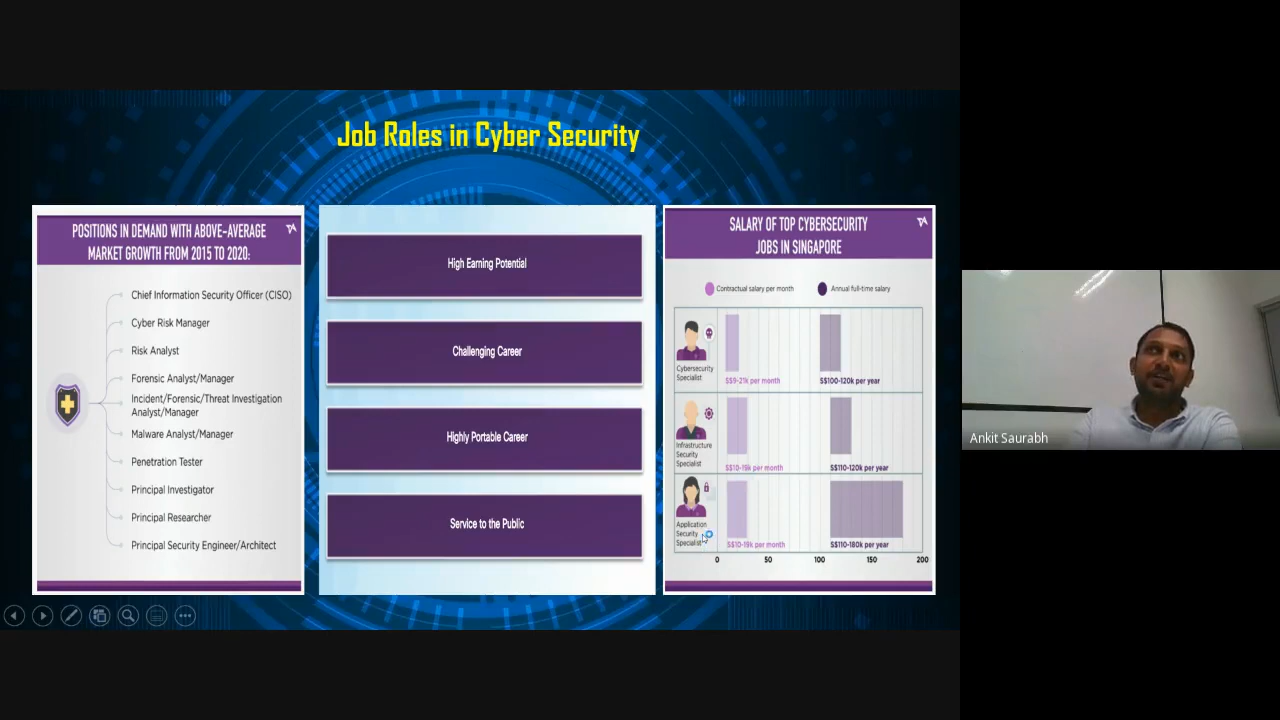 Job Roles in Cyber Security
POSITIONS IN DEMAND WITH ABOVE-AVERAGE
MARKET GROWTH FROM 2015 TO 2020:
Chief Information Security Officer (CISO)
Cyber Risk Manager
Risk Analyst
Forensic Analyst/Manager
Incident/Forensic/Threat Investigation
Analyst/Manager
Malware Analyst/Manager
Penetration Tester
Principal Investigator
Principal Researcher
Principal Security Engineer/Architect
High Earning Potential
Challenging Career
Highly Portable Career
Service to the Public
SALARY OF TOP CYBERSECURITY
JOBS IN SINGAPORE
Contractual salary per month
Annual full-time salary
Cybersecurity
Specialist
S$9-21k per month
S$100-120k per year
Infrastructure
Security
Specialist
S$10-19k per month
S$110-120k per year
Application
Security
Specialist
S$10-19k per month
S$110-180k per year
0 50 100 150 200
Ankit Saurabh